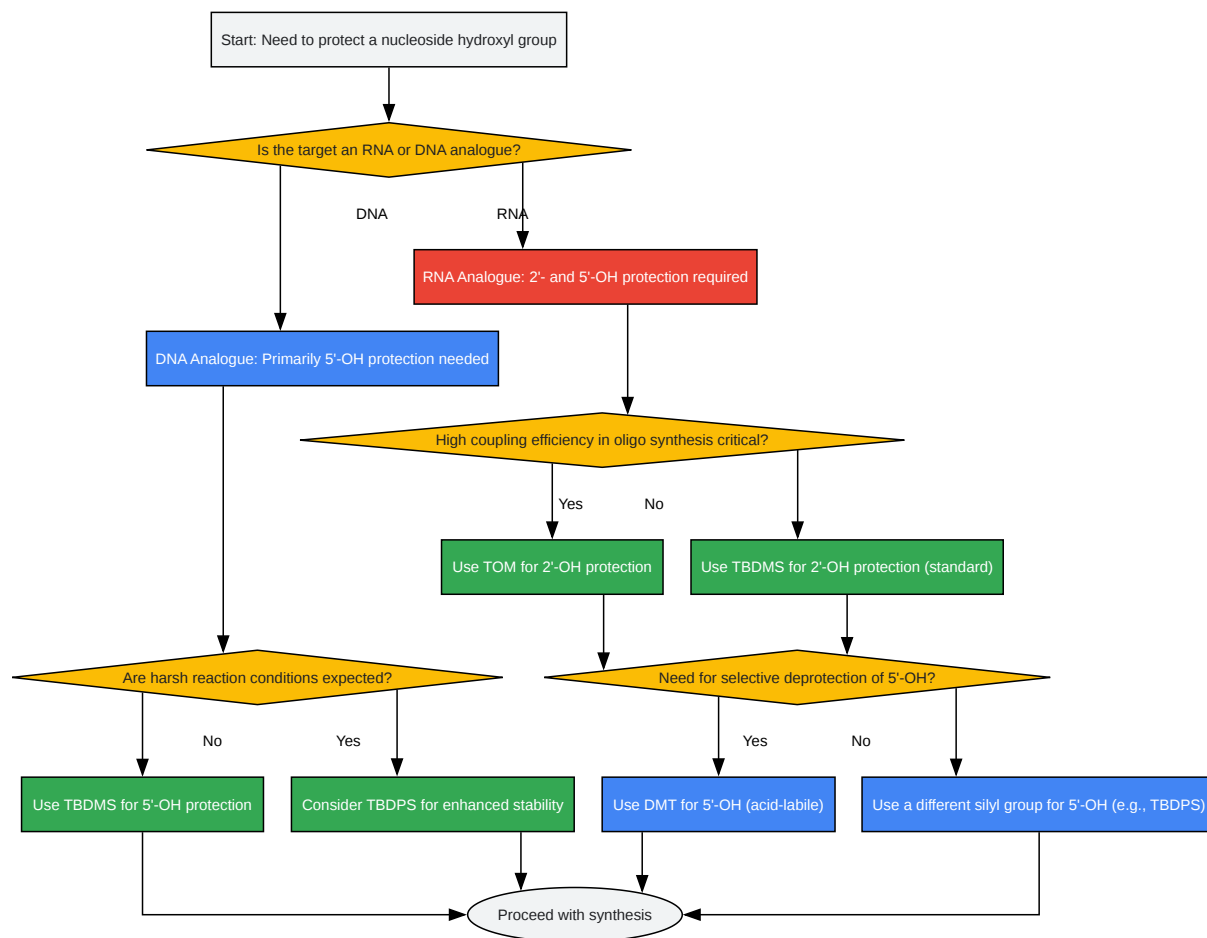 Start: Need to protect a nucleoside hydroxyl group
Is the target an RNA or DNA analogue?
DNA
RNA
RNA Analogue: 2'- and 5'-OH protection required
DNA Analogue: Primarily 5'-OH protection needed
High coupling efficiency in oligo synthesis critical?
Yes
No
Use TOM for 2'-OH protection
Use TBDMS for 2'-OH protection (standard)
Are harsh reaction conditions expected?
Need for selective deprotection of 5'-OH?
No
Yes
Yes
No
Use TBDMS for 5'-OH protection
Consider TBDPS for enhanced stability
Use DMT for 5'-OH (acid-labile)
Use a different silyl group for 5'-OH (e.g., TBDPS)
Proceed with synthesis